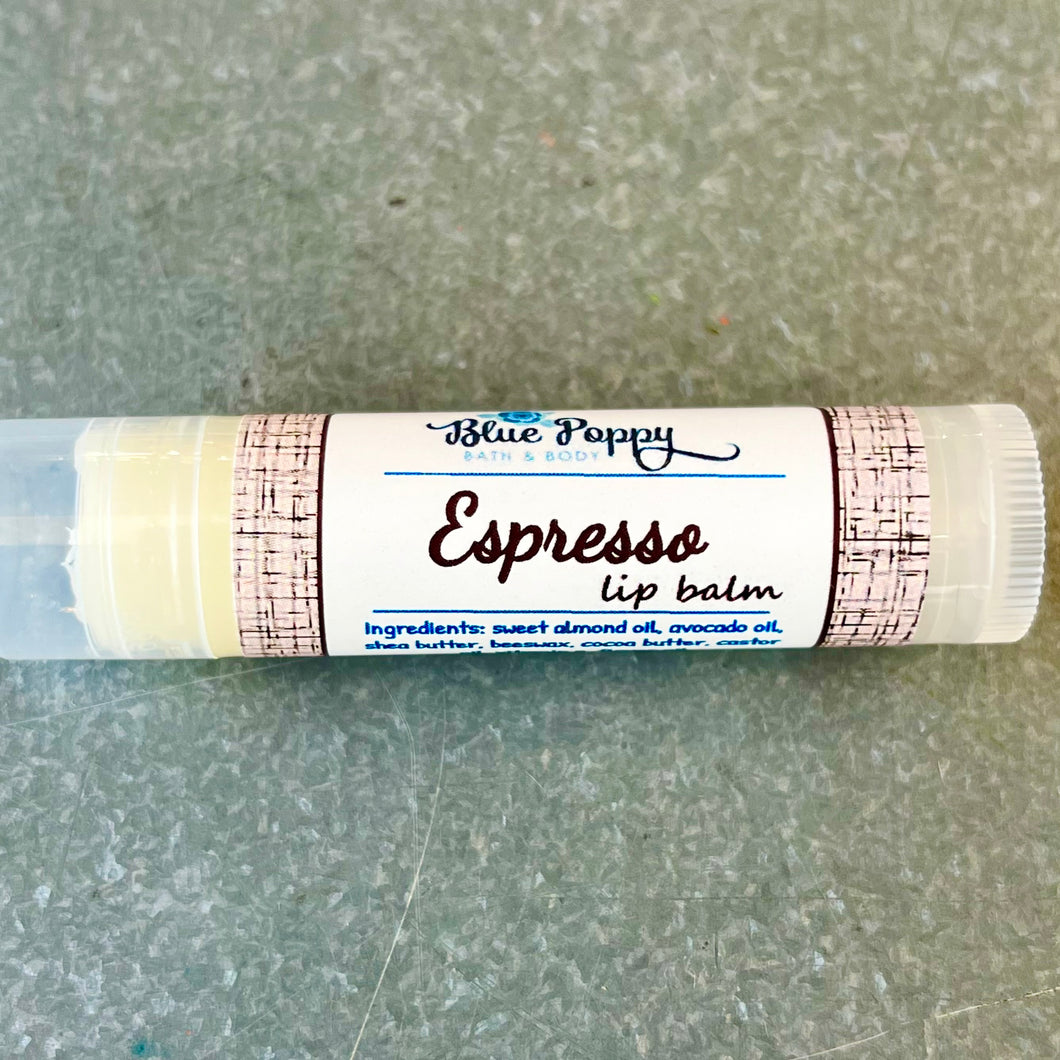 Blue Poppy
BATH & BODY
Espresso
lip balm
Ingredients: sweet almond oil, avocado oil,
shea butter, beeswax, cocoa butter, castor